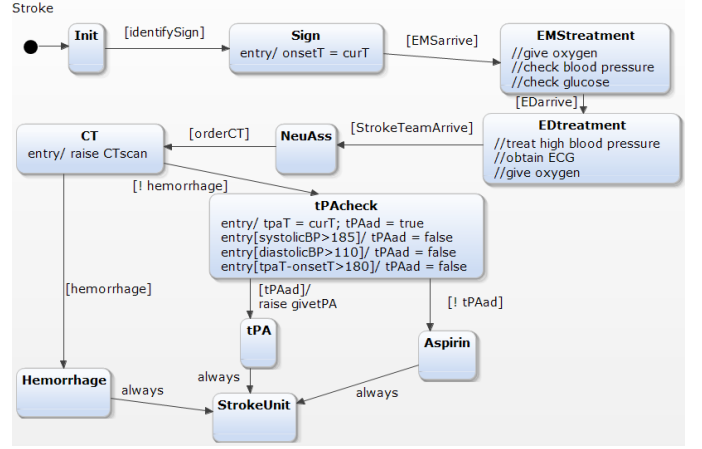 Stroke
Init
[identifySign]
Sign
entry/ onsetT = curT
[EMSarrive]
EMStreatment
//give oxygen
//check blood pressure
//check glucose
[EDarrive]
EDtreatment
//treat high blood pressure
//obtain ECG
//give oxygen
[StrokeTeamArrive]
NeuAss
[orderCT]
CT
entry/ raise CTscan
[! hemorrhage]
tPAcheck
entry/ tpaT = curT; tPAad = true
entry[systolicBP>185]/ tPAad = false
entry[diastolicBP>110]/ tPAad = false
entry[tpaT-onsetT>180]/ tPAad = false
[hemorrhage]
[tPAad]/
raise givetPA
[! tPAad]
tPA
Aspirin
Hemorrhage
always
always
always
StrokeUnit